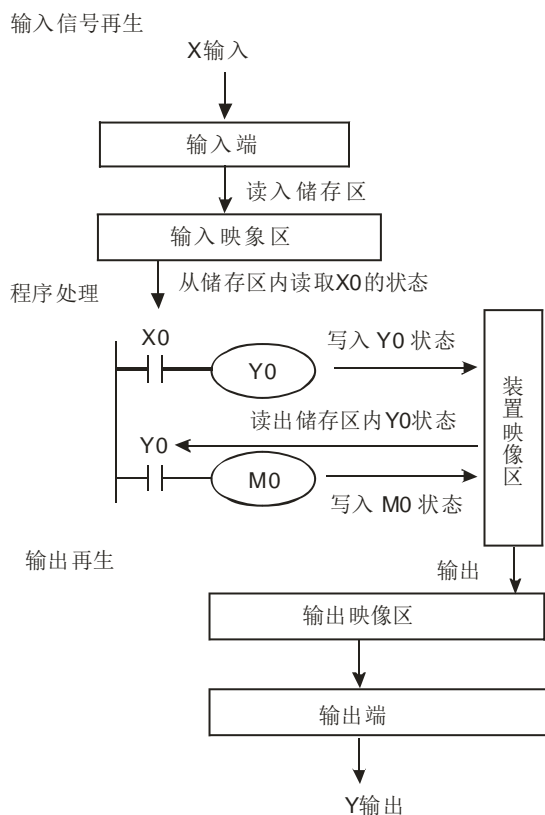 输入信号再生
X输入
输入端
读入储存区
输入映象区
程序处理
从储存区内读取X0的状态
X0
Y0
写入 Y0 状态
读出储存区内Y0状态
Y0
M0
写入 M0 状态
装置映像区
输出再生
输出
输出映像区
输出端
Y输出